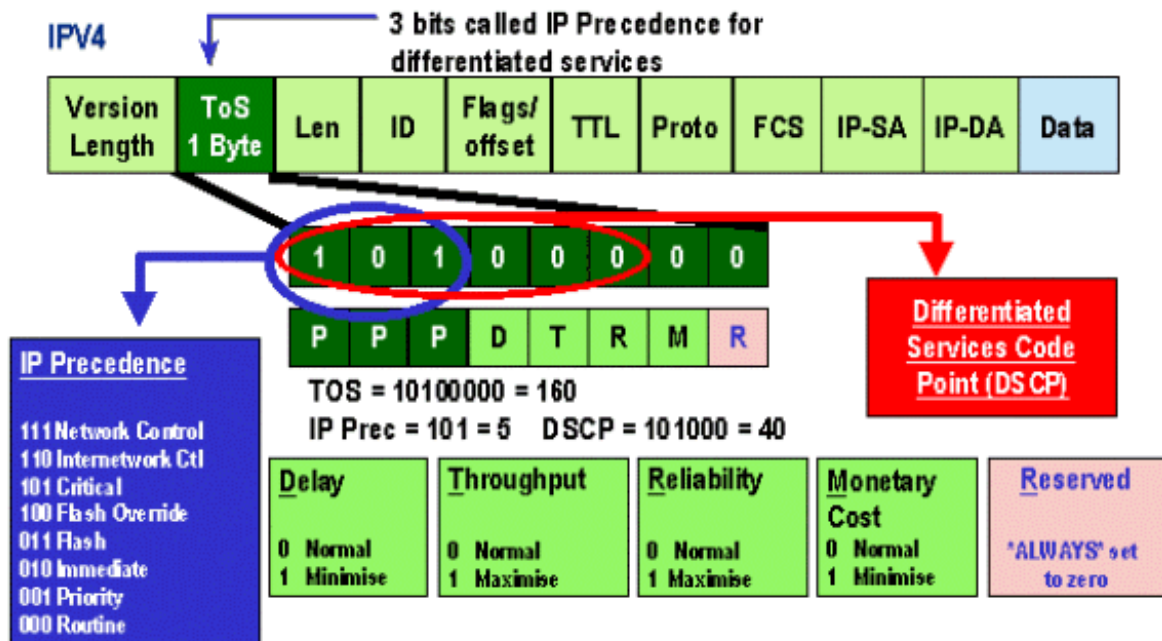 IPV4
3 bits called IP Precedence for
differentiated services
Version
Length
ToS
1 Byte
Len
ID
Flags/
offset
TTL
Proto
FCS
IP-SA
IP-DA
Data
1 0 1 0 0 0 0 0
P P P D T R M R
TOS = 10100000 = 160
IP Prec = 101 = 5 DSCP = 101000 = 40
Differentiated
Services Code
Point (DSCP)
IP Precedence
111 Network Control
110 Internetwork Ctl
101 Critical
100 Flash Override
011 Flash
010 Immediate
001 Priority
000 Routine
Delay
0 Normal
1 Minimise
Throughput
0 Normal
1 Maximise
Reliability
0 Normal
1 Maximise
Monetary
Cost
0 Normal
1 Minimise
Reserved
*ALWAYS* set
to zero